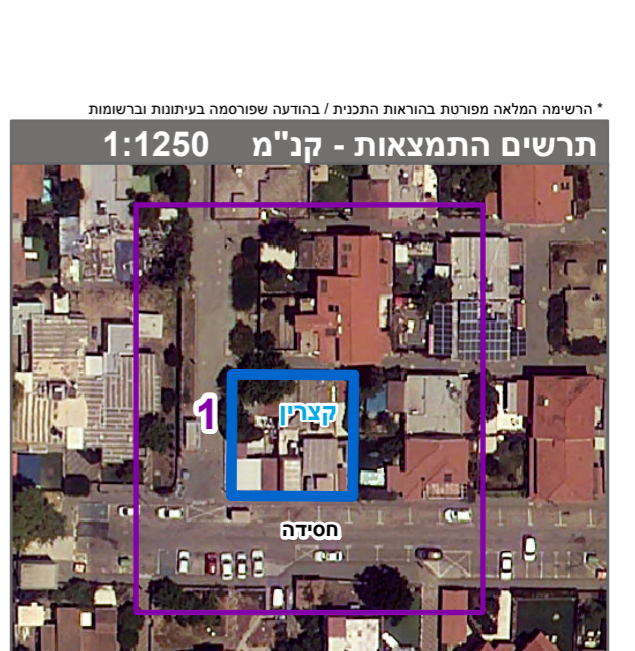 * הרשימה המלאה מפורטת בהוראות התכנית / בהודעה שפורסמה בעיתונות וברשומות
תרשים התמצאות - קנ"מ 1:1250
1
קצרין
חסידה